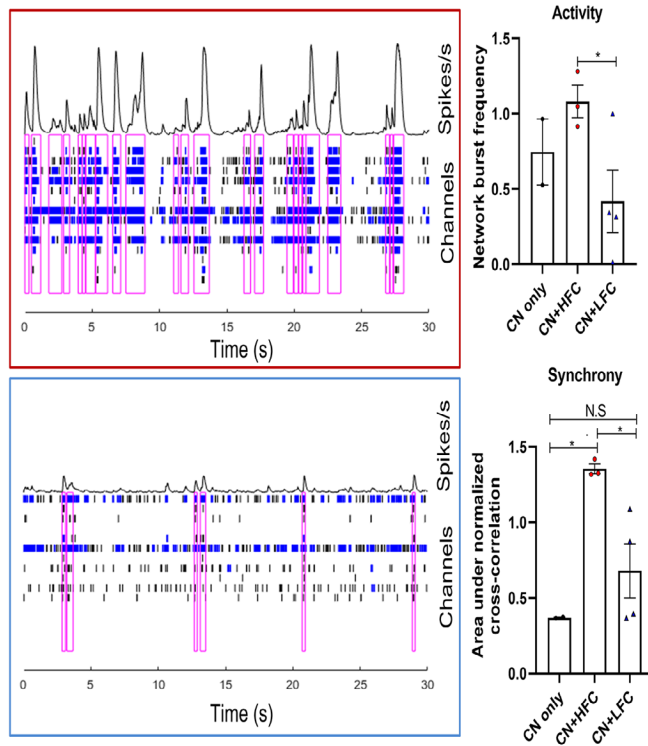 Spikes/s
Channels
0 5 10 15 20 25 30
Time (s)
Activity
Network burst frequency
1.5
1.0
0.5
0.0
*
CN only
CN+HFC
CN+LFC
Spikes/s
Channels
0 5 10 15 20 25 30
Time (s)
Synchrony
Area under normalized
cross-correlation
N.S
* *
1.5
1.0
0.5
0.0
CN only
CN+HFC
CN+LFC